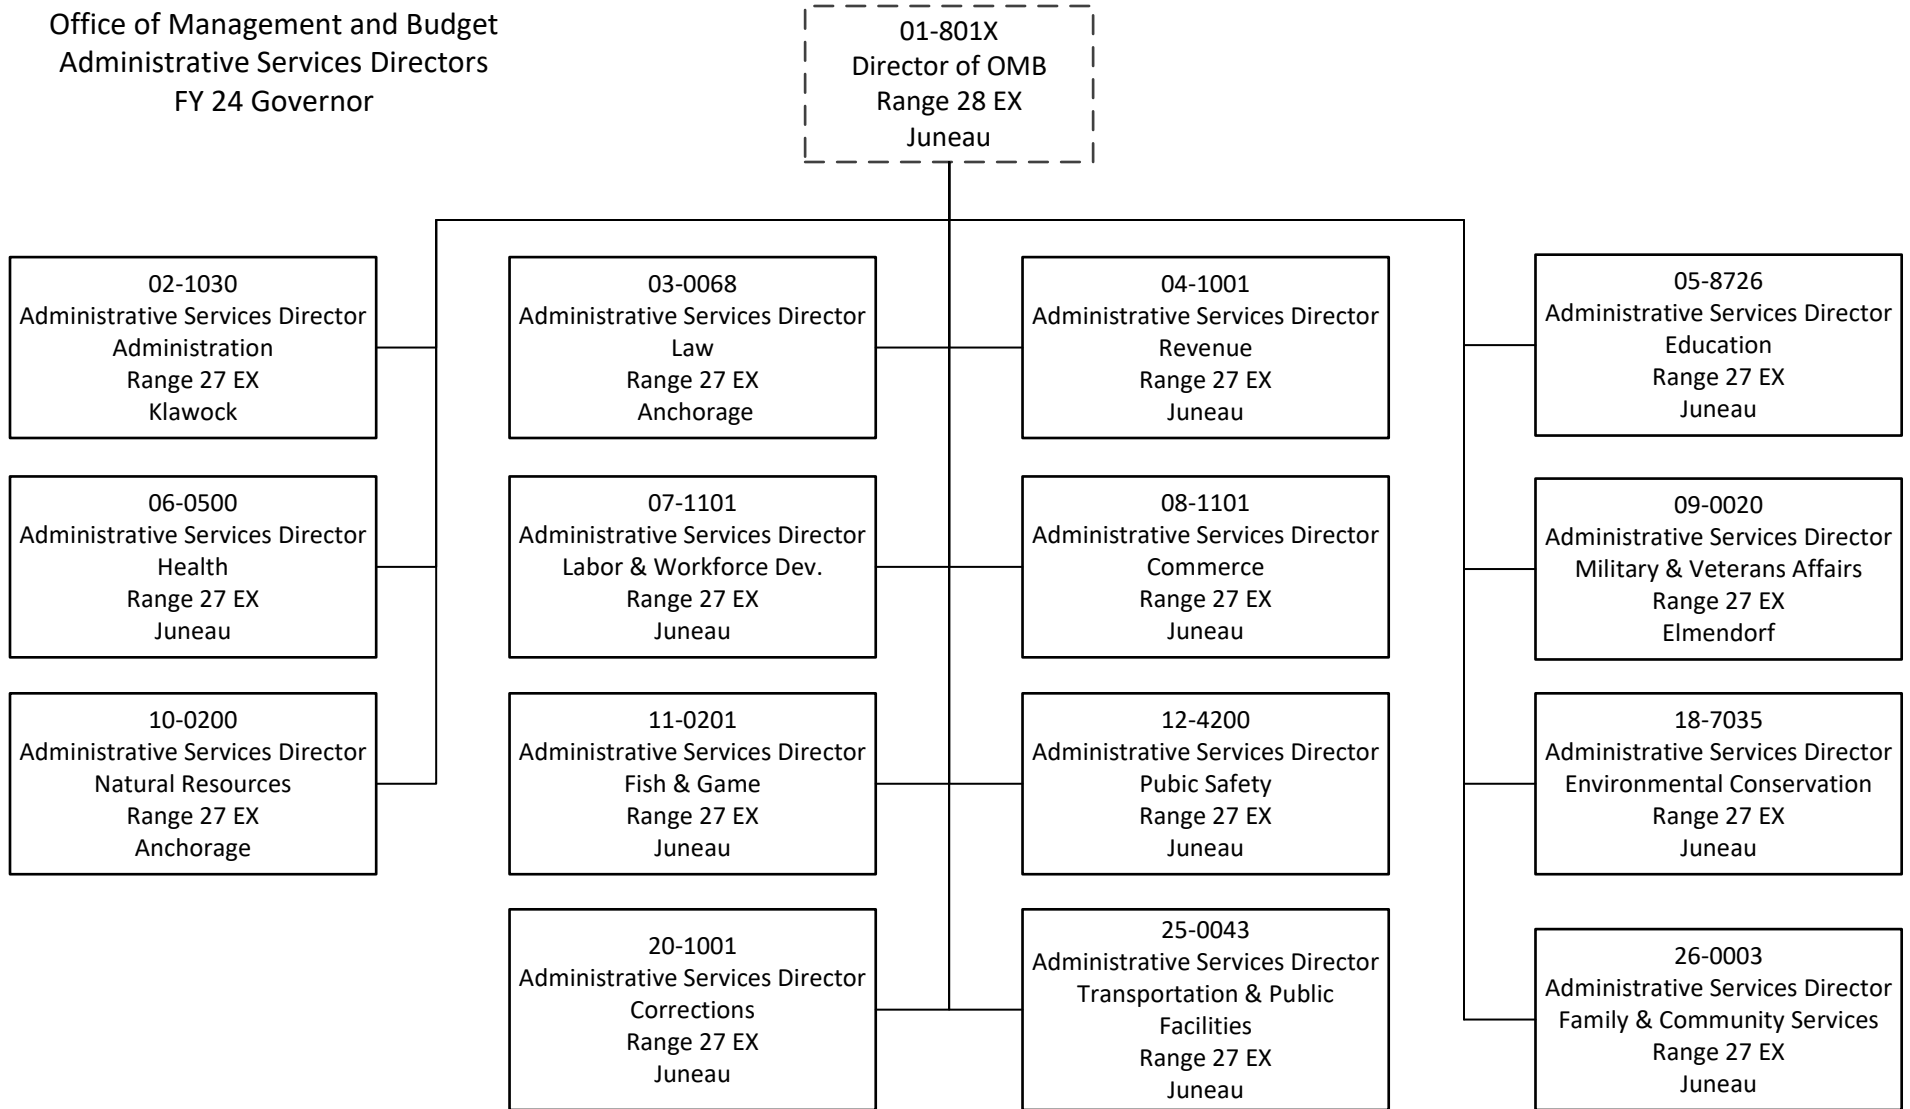 Office of Management and Budget
Administrative Services Directors
FY 24 Governor
01-801X
Director of OMB
Range 28 EX
Juneau
02-1030
Administrative Services Director
Administration
Range 27 EX
Klawock
03-0068
Administrative Services Director
Law
Range 27 EX
Anchorage
04-1001
Administrative Services Director
Revenue
Range 27 EX
Juneau
05-8726
Administrative Services Director
Education
Range 27 EX
Juneau
06-0500
Administrative Services Director
Health
Range 27 EX
Juneau
07-1101
Administrative Services Director
Labor & Workforce Dev.
Range 27 EX
Juneau
08-1101
Administrative Services Director
Commerce
Range 27 EX
Juneau
09-0020
Administrative Services Director
Military & Veterans Affairs
Range 27 EX
Elmendorf
10-0200
Administrative Services Director
Natural Resources
Range 27 EX
Anchorage
11-0201
Administrative Services Director
Fish & Game
Range 27 EX
Juneau
12-4200
Administrative Services Director
Pubic Safety
Range 27 EX
Juneau
18-7035
Administrative Services Director
Environmental Conservation
Range 27 EX
Juneau
20-1001
Administrative Services Director
Corrections
Range 27 EX
Juneau
25-0043
Administrative Services Director
Transportation & Public
Facilities
Range 27 EX
Juneau
26-0003
Administrative Services Director
Family & Community Services
Range 27 EX
Juneau